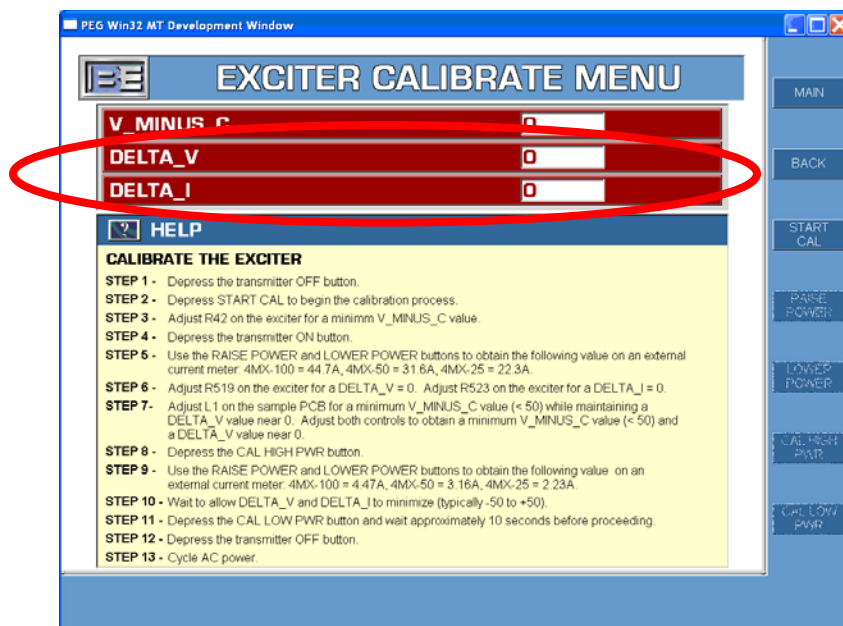 PEG Win32 MT Development Window
BE
EXCITER CALIBRATE MENU
V_MINUS_C
0
DELTA_V
0
DELTA_I
0
? HELP
CALIBRATE THE EXCITER
STEP 1 - Depress the transmitter OFF button.
STEP 2 - Depress START CAL to begin the calibration process.
STEP 3 - Adjust R42 on the exciter for a minimm V_MINUS_C value.
STEP 4 - Depress the transmitter ON button.
STEP 5 - Use the RAISE POWER and LOWER POWER buttons to obtain the following value on an external
current meter: 4MX-100 = 44.7A, 4MX-50 = 31.6A, 4MX-25 = 22.3A.
STEP 6 - Adjust R519 on the exciter for a DELTA_V = 0. Adjust R523 on the exciter for a DELTA_I = 0.
STEP 7- Adjust L1 on the sample PCB for a minimum V_MINUS_C value (< 50) while maintaining a
DELTA_V value near 0. Adjust both controls to obtain a minimum V_MINUS_C value (< 50) and
a DELTA_V value near 0.
STEP 8 - Depress the CAL HIGH PWR button.
STEP 9 - Use the RAISE POWER and LOWER POWER buttons to obtain the following value on an
external current meter: 4MX-100 = 4.47A, 4MX-50 = 3.16A, 4MX-25 = 2.23A.
STEP 10 - Wait to allow DELTA_V and DELTA_I to minimize (typically -50 to +50).
STEP 11 - Depress the CAL LOW PWR button and wait approximately 10 seconds before proceeding.
STEP 12 - Depress the transmitter OFF button.
STEP 13 - Cycle AC power.
MAIN
BACK
START
CAL
RAISE
POWER
LOWER
POWER
CAL HIGH
PWR
CAL LOW
PWR